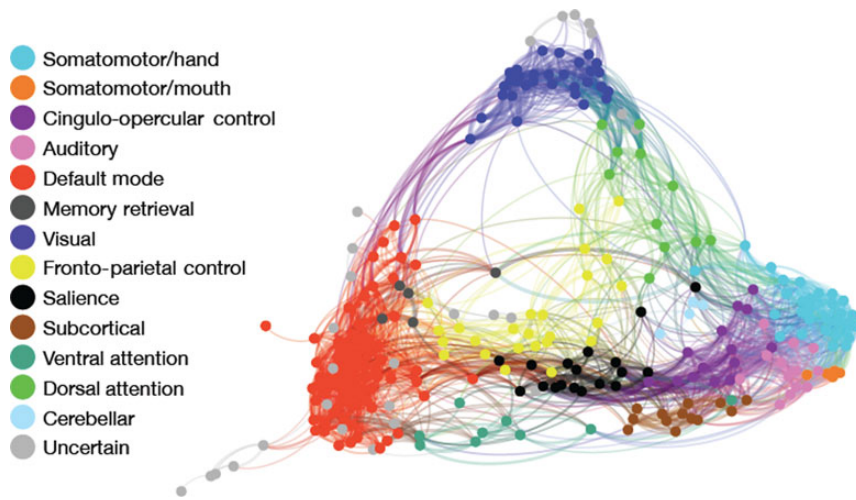 Somatomotor/hand
Somatomotor/mouth
Cingulo-opercular control
Auditory
Default mode
Memory retrieval
Visual
Fronto-parietal control
Salience
Subcortical
Ventral attention
Dorsal attention
Cerebellar
Uncertain